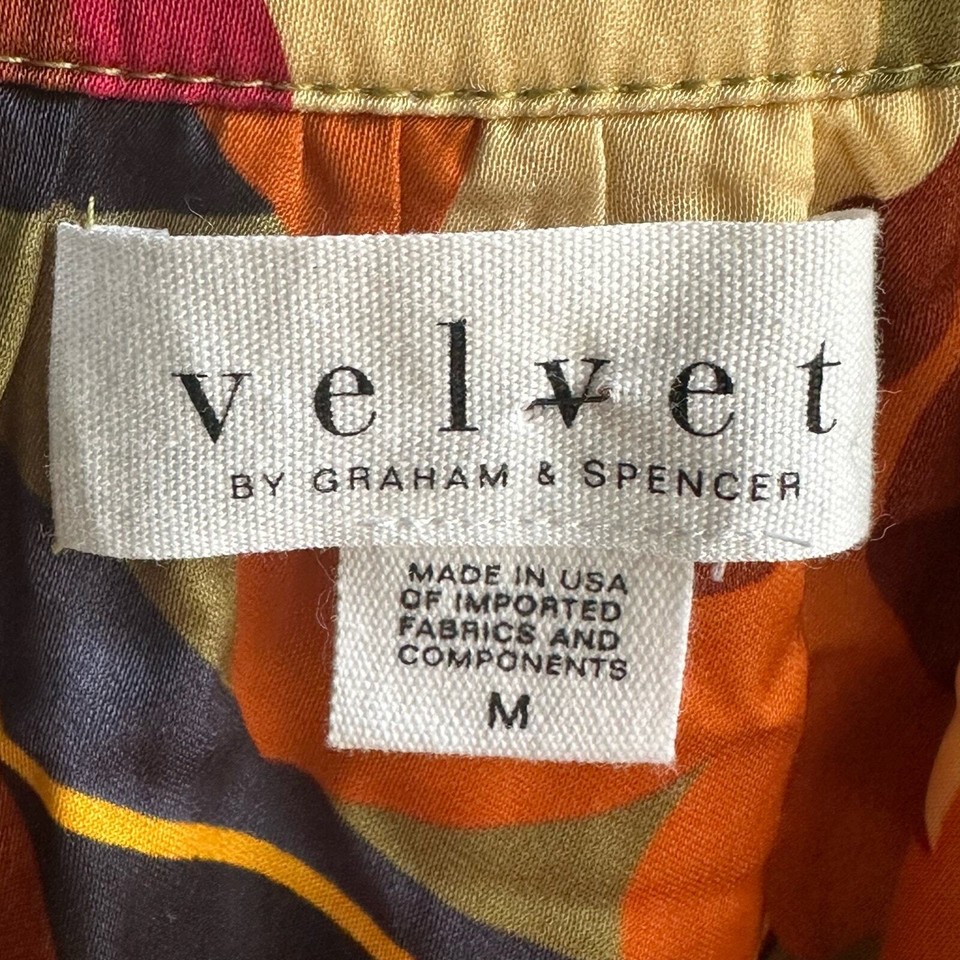 velvet
BY GRAHAM & SPENCER
MADE IN USA
OF IMPORTED
FABRICS AND
COMPONENTS
M